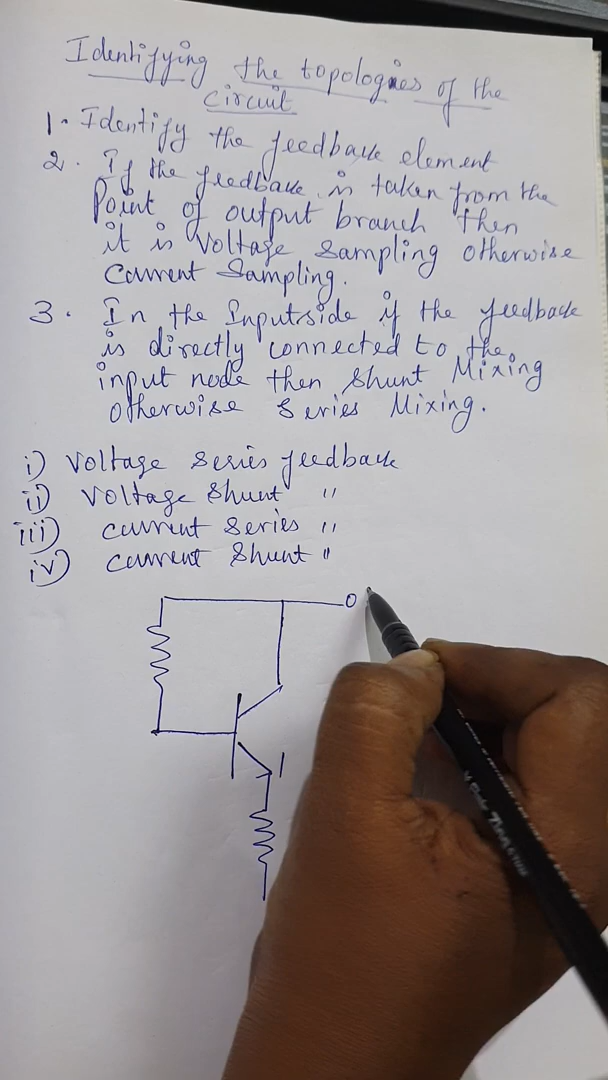 Identifying the topologies of the
circuit
1. Identify the feedback element
2. If the feedback is taken from the
Point of output branch then
it is Voltage sampling otherwise
Current Sampling.
3. In the Inputside if the feedback
is directly connected to the
input node then shunt Mixing
otherwise Series Mixing.
i) Voltage series feedback
ii) Voltage shunt "
iii) current series "
iv) current shunt "